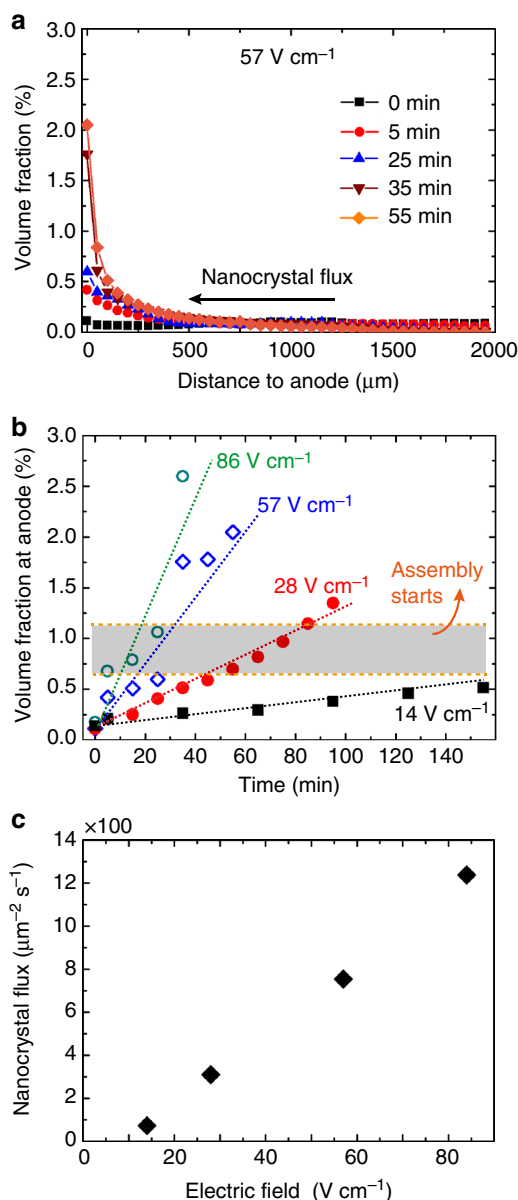 a
57 V cm⁻¹
0 min
5 min
25 min
35 min
55 min
Nanocrystal flux
Volume fraction (%)
3.0
2.5
2.0
1.5
1.0
0.5
0.0
0 500 1000 1500 2000
Distance to anode (μm)
b
86 V cm⁻¹
57 V cm⁻¹
28 V cm⁻¹
Assembly
starts
14 V cm⁻¹
Volume fraction at anode (%)
3.0
2.5
2.0
1.5
1.0
0.5
0.0
0 20 40 60 80 100 120 140
Time (min)
c
×100
Nanocrystal flux (μm⁻² s⁻¹)
14
12
10
8
6
4
2
0
0 20 40 60 80
Electric field (V cm⁻¹)